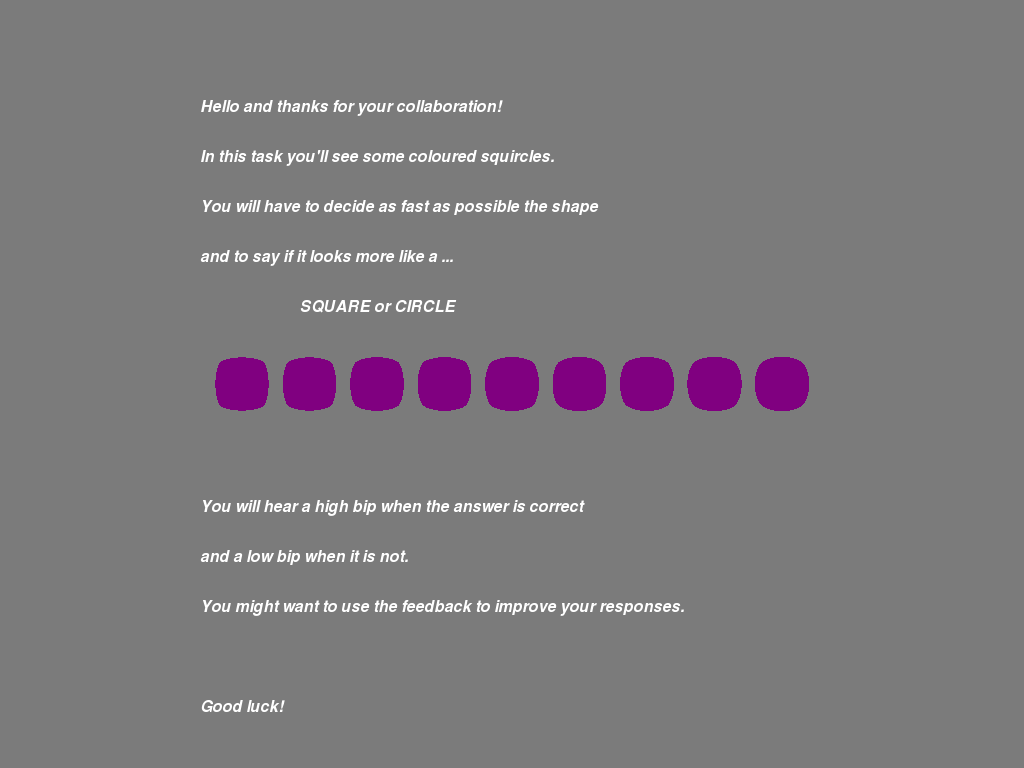 Hello and thanks for your collaboration!
In this task you'll see some coloured squircles.
You will have to decide as fast as possible the shape
and to say if it looks more like a ...
SQUARE or CIRCLE
You will hear a high bip when the answer is correct
and a low bip when it is not.
You might want to use the feedback to improve your responses.
Good luck!